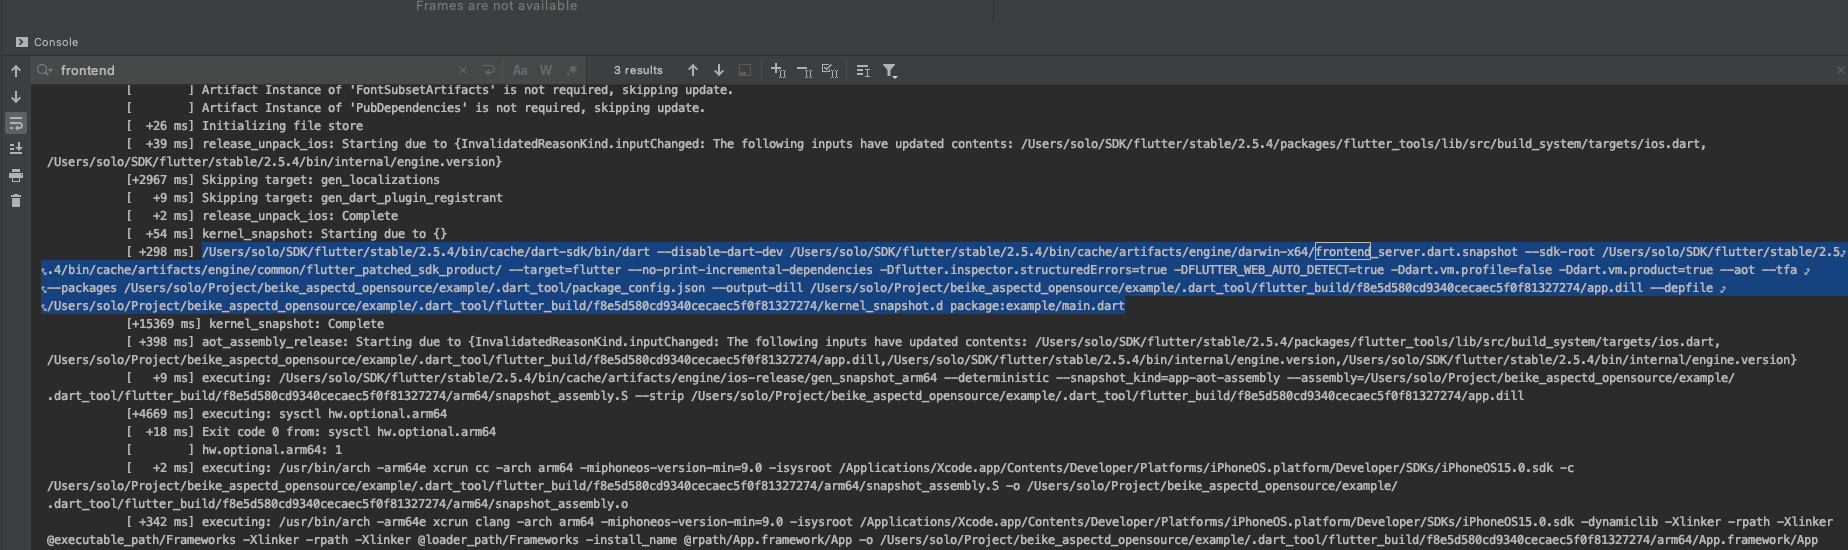 Frames are not available
Console
frontend
Aa W .* 3 results
[        ] Artifact Instance of 'FontSubsetArtifacts' is not required, skipping update.
[        ] Artifact Instance of 'PubDependencies' is not required, skipping update.
[  +26 ms] Initializing file store
[  +39 ms] release_unpack_ios: Starting due to {InvalidatedReasonKind.inputChanged: The following inputs have updated contents: /Users/solo/SDK/flutter/stable/2.5.4/packages/flutter_tools/lib/src/build_system/targets/ios.dart,
/Users/solo/SDK/flutter/stable/2.5.4/bin/internal/engine.version}
[+2967 ms] Skipping target: gen_localizations
[   +9 ms] Skipping target: gen_dart_plugin_registrant
[   +2 ms] release_unpack_ios: Complete
[  +54 ms] kernel_snapshot: Starting due to {}
[ +298 ms] /Users/solo/SDK/flutter/stable/2.5.4/bin/cache/dart-sdk/bin/dart --disable-dart-dev /Users/solo/SDK/flutter/stable/2.5.4/bin/cache/artifacts/engine/darwin-x64/frontend_server.dart.snapshot --sdk-root /Users/solo/SDK/flutter/stable/2.5
.4/bin/cache/artifacts/engine/common/flutter_patched_sdk_product/ --target=flutter --no-print-incremental-dependencies -Dflutter.inspector.structuredErrors=true -DFLUTTER_WEB_AUTO_DETECT=true -Ddart.vm.profile=false -Ddart.vm.product=true --aot --tfa
--packages /Users/solo/Project/beike_aspectd_opensource/example/.dart_tool/package_config.json --output-dill /Users/solo/Project/beike_aspectd_opensource/example/.dart_tool/flutter_build/f8e5d580cd9340cecaec5f0f81327274/app.dill --depfile
/Users/solo/Project/beike_aspectd_opensource/example/.dart_tool/flutter_build/f8e5d580cd9340cecaec5f0f81327274/kernel_snapshot.d package:example/main.dart
[+15369 ms] kernel_snapshot: Complete
[ +398 ms] aot_assembly_release: Starting due to {InvalidatedReasonKind.inputChanged: The following inputs have updated contents: /Users/solo/SDK/flutter/stable/2.5.4/packages/flutter_tools/lib/src/build_system/targets/ios.dart,
/Users/solo/Project/beike_aspectd_opensource/example/.dart_tool/flutter_build/f8e5d580cd9340cecaec5f0f81327274/app.dill,/Users/solo/SDK/flutter/stable/2.5.4/bin/internal/engine.version,/Users/solo/SDK/flutter/stable/2.5.4/bin/internal/engine.version}
[   +9 ms] executing: /Users/solo/SDK/flutter/stable/2.5.4/bin/cache/artifacts/engine/ios-release/gen_snapshot_arm64 --deterministic --snapshot_kind=app-aot-assembly --assembly=/Users/solo/Project/beike_aspectd_opensource/example/
.dart_tool/flutter_build/f8e5d580cd9340cecaec5f0f81327274/arm64/snapshot_assembly.S --strip /Users/solo/Project/beike_aspectd_opensource/example/.dart_tool/flutter_build/f8e5d580cd9340cecaec5f0f81327274/app.dill
[+4669 ms] executing: sysctl hw.optional.arm64
[  +18 ms] Exit code 0 from: sysctl hw.optional.arm64
[        ] hw.optional.arm64: 1
[   +2 ms] executing: /usr/bin/arch -arm64e xcrun cc -arch arm64 -miphoneos-version-min=9.0 -isysroot /Applications/Xcode.app/Contents/Developer/Platforms/iPhoneOS.platform/Developer/SDKs/iPhoneOS15.0.sdk -c
/Users/solo/Project/beike_aspectd_opensource/example/.dart_tool/flutter_build/f8e5d580cd9340cecaec5f0f81327274/arm64/snapshot_assembly.S -o /Users/solo/Project/beike_aspectd_opensource/example/
.dart_tool/flutter_build/f8e5d580cd9340cecaec5f0f81327274/arm64/snapshot_assembly.o
[ +342 ms] executing: /usr/bin/arch -arm64e xcrun clang -arch arm64 -miphoneos-version-min=9.0 -isysroot /Applications/Xcode.app/Contents/Developer/Platforms/iPhoneOS.platform/Developer/SDKs/iPhoneOS15.0.sdk -dynamiclib -Xlinker -rpath -Xlinker
@executable_path/Frameworks -Xlinker -rpath -Xlinker @loader_path/Frameworks -install_name @rpath/App.framework/App -o /Users/solo/Project/beike_aspectd_opensource/example/.dart_tool/flutter_build/f8e5d580cd9340cecaec5f0f81327274/arm64/App.framework/App